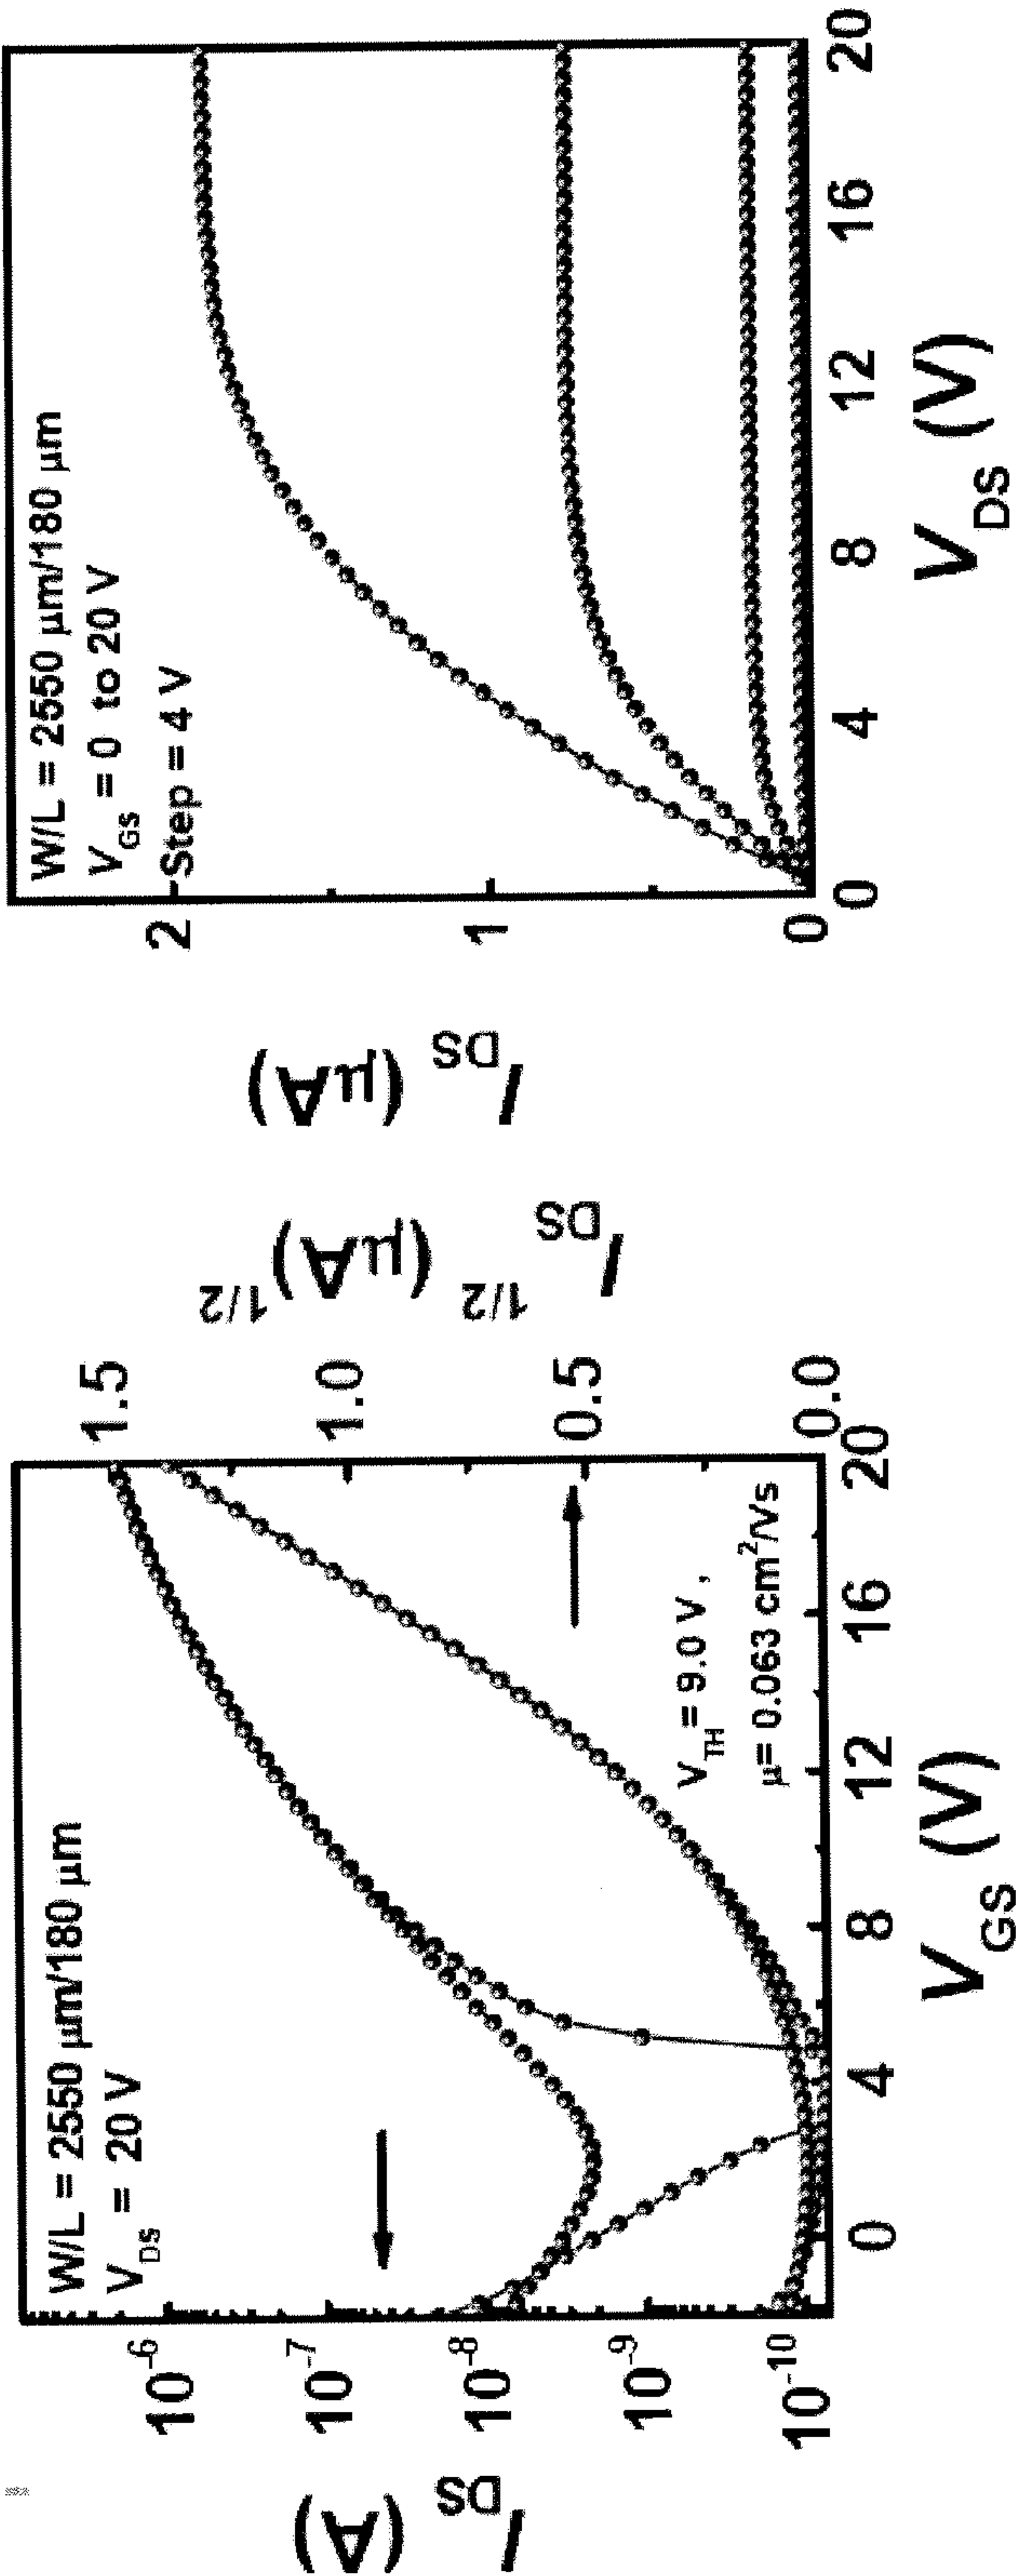 I_DS (A)
10^-6
10^-7
10^-8
10^-9
10^-10
W/L = 2550 μm/180 μm
V_DS = 20 V
V_TH = 9.0 V ,
μ= 0.063 cm^2/Vs
0
4
8
12
16
20
V_GS (V)
1.5
1.0
0.5
0.0
I_DS^1/2 (μA)^1/2
I_DS (μA)
2
1
0
W/L = 2550 μm/180 μm
V_GS = 0 to 20 V
Step = 4 V
0
4
8
12
16
20
V_DS (V)